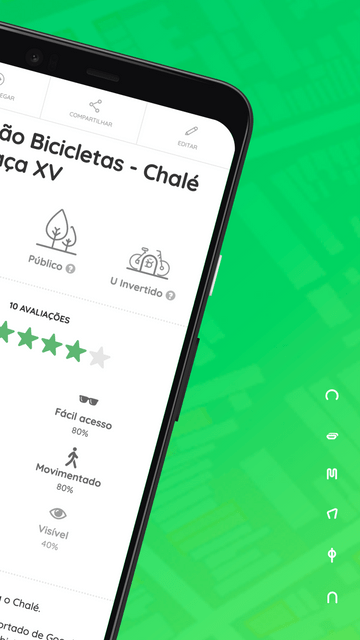 EGAR
COMPARTILHAR
EDITAR
ão Bicicletas - Chalé
aça XV
Público ?
U Invertido ?
10 AVALIAÇÕES
Fácil acesso
80%
Movimentado
80%
Visível
40%
o Chalé.
ortado de Goo